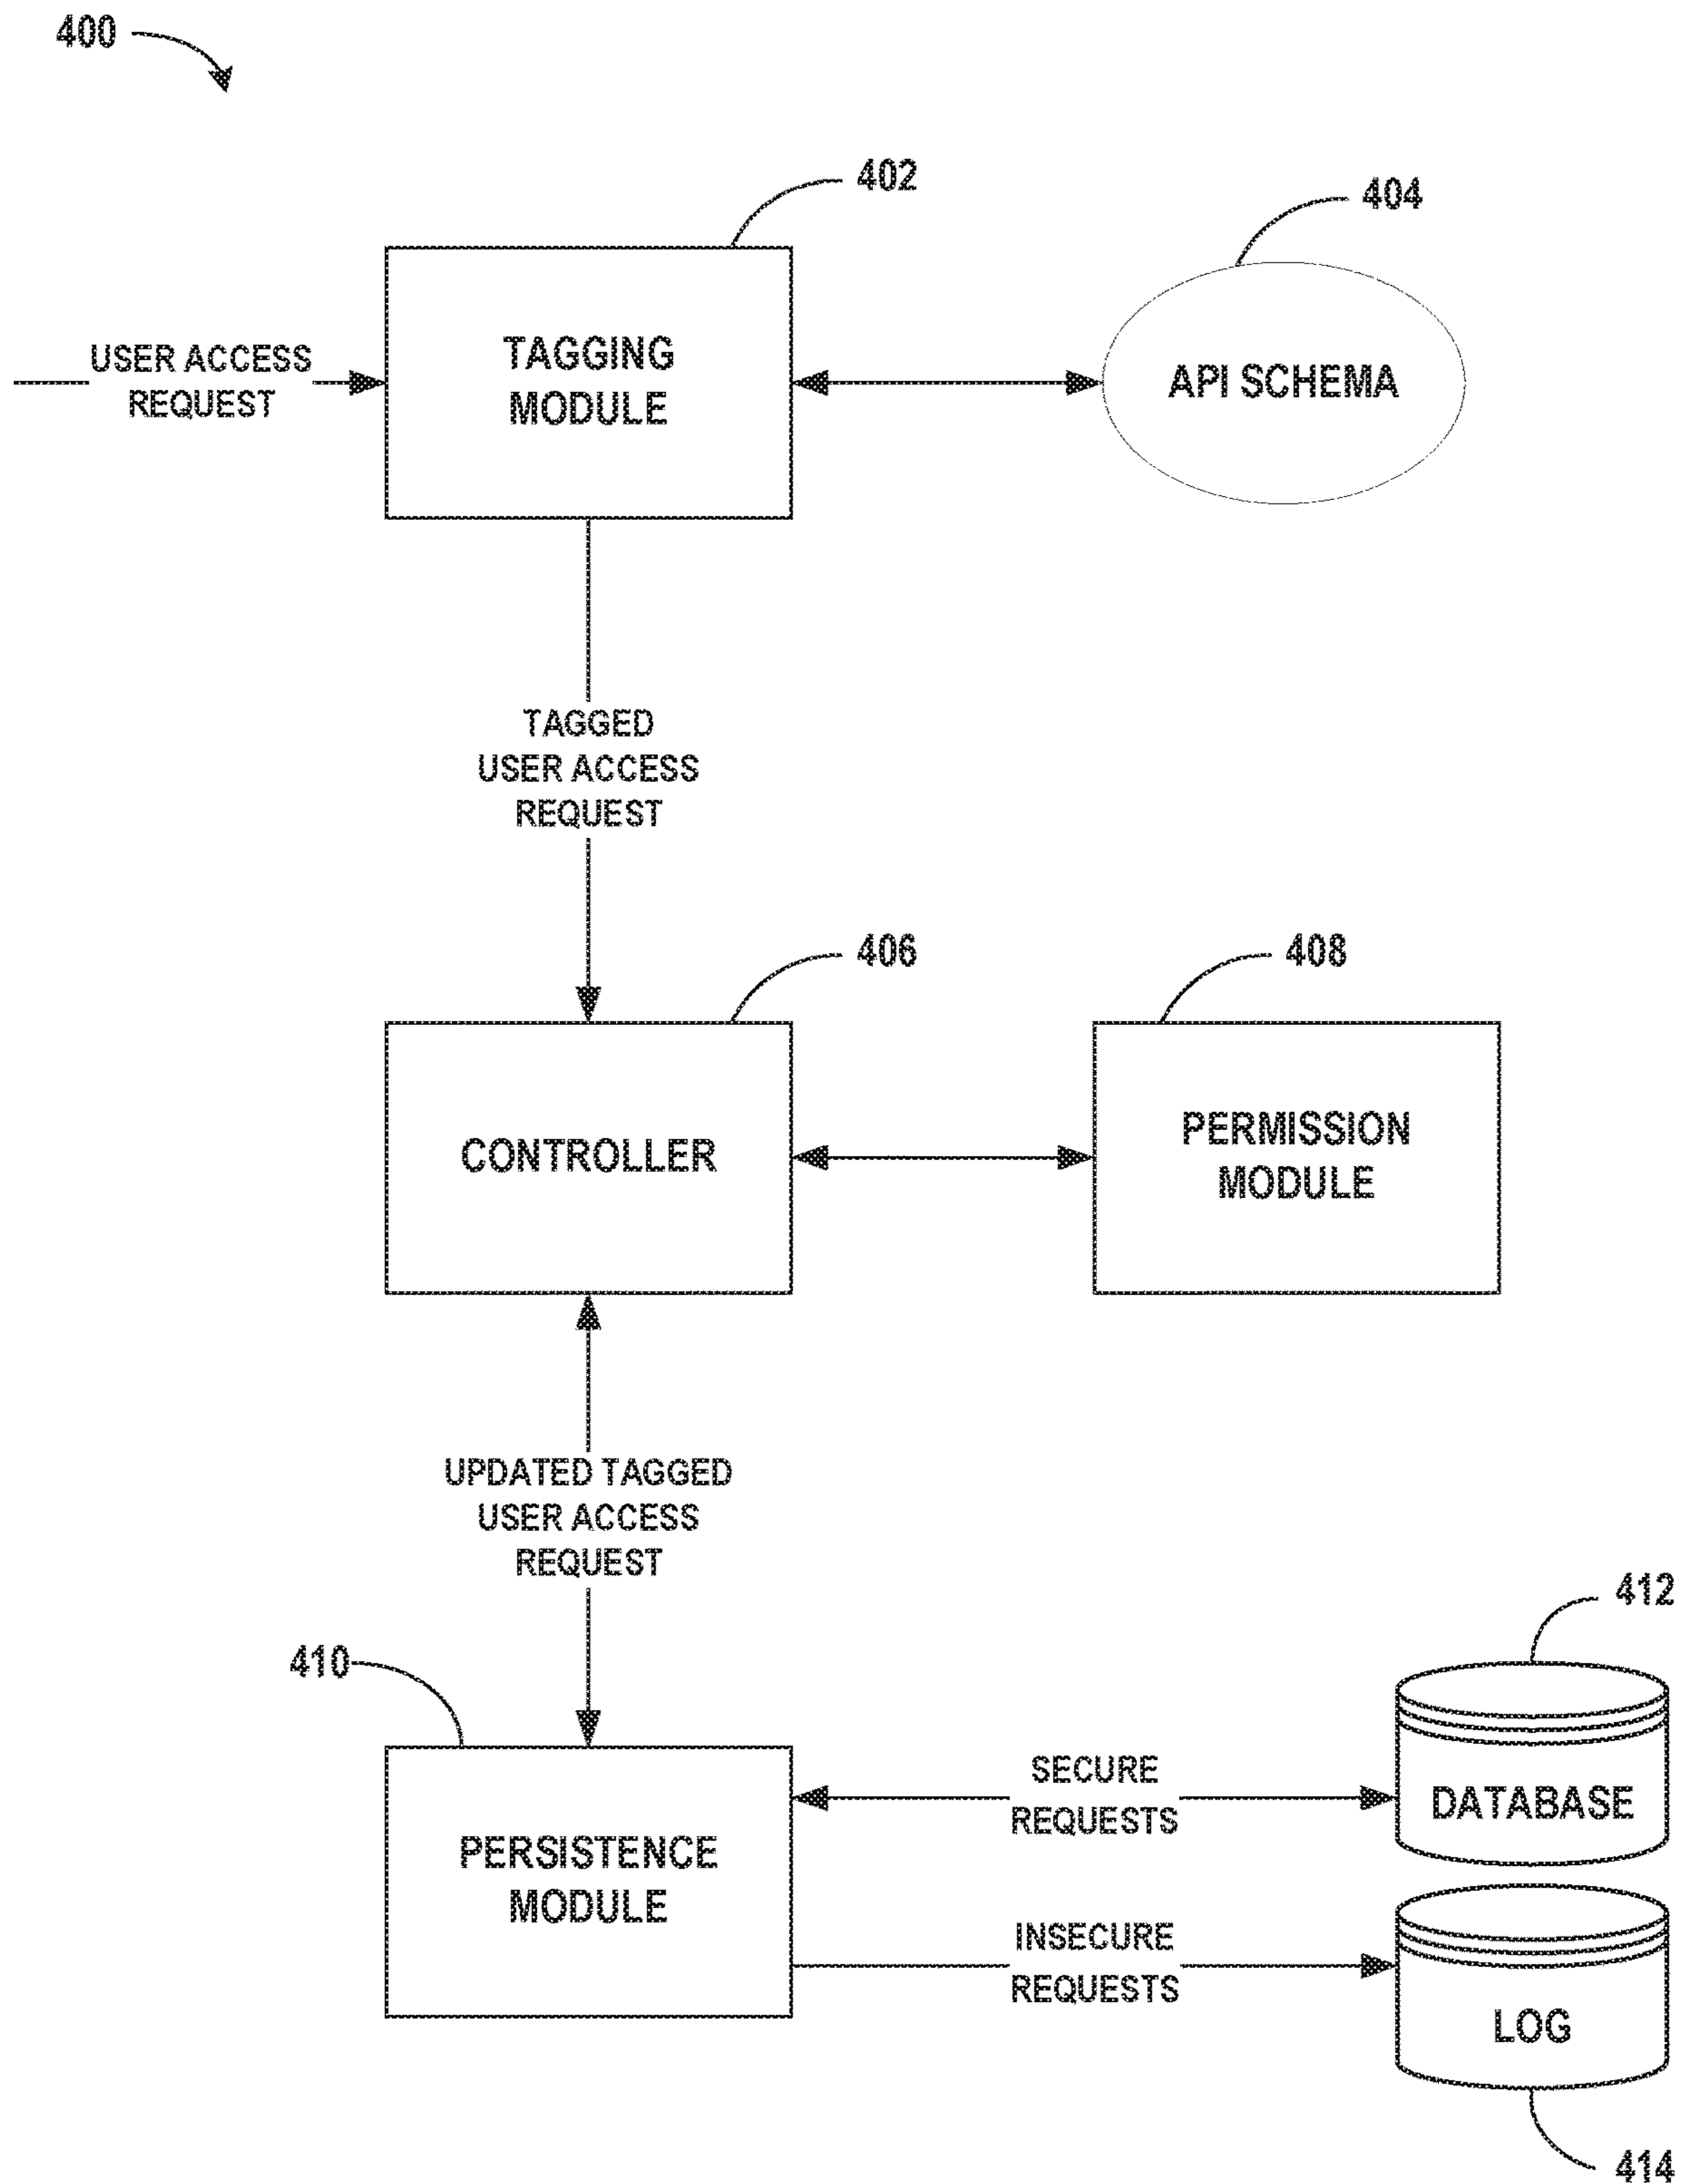 400
402
404
USER ACCESS
REQUEST
TAGGING
MODULE
API SCHEMA
TAGGED
USER ACCESS
REQUEST
406
408
CONTROLLER
PERMISSION
MODULE
UPDATED TAGGED
USER ACCESS
REQUEST
410
412
SECURE
REQUESTS
DATABASE
PERSISTENCE
MODULE
INSECURE
REQUESTS
LOG
414